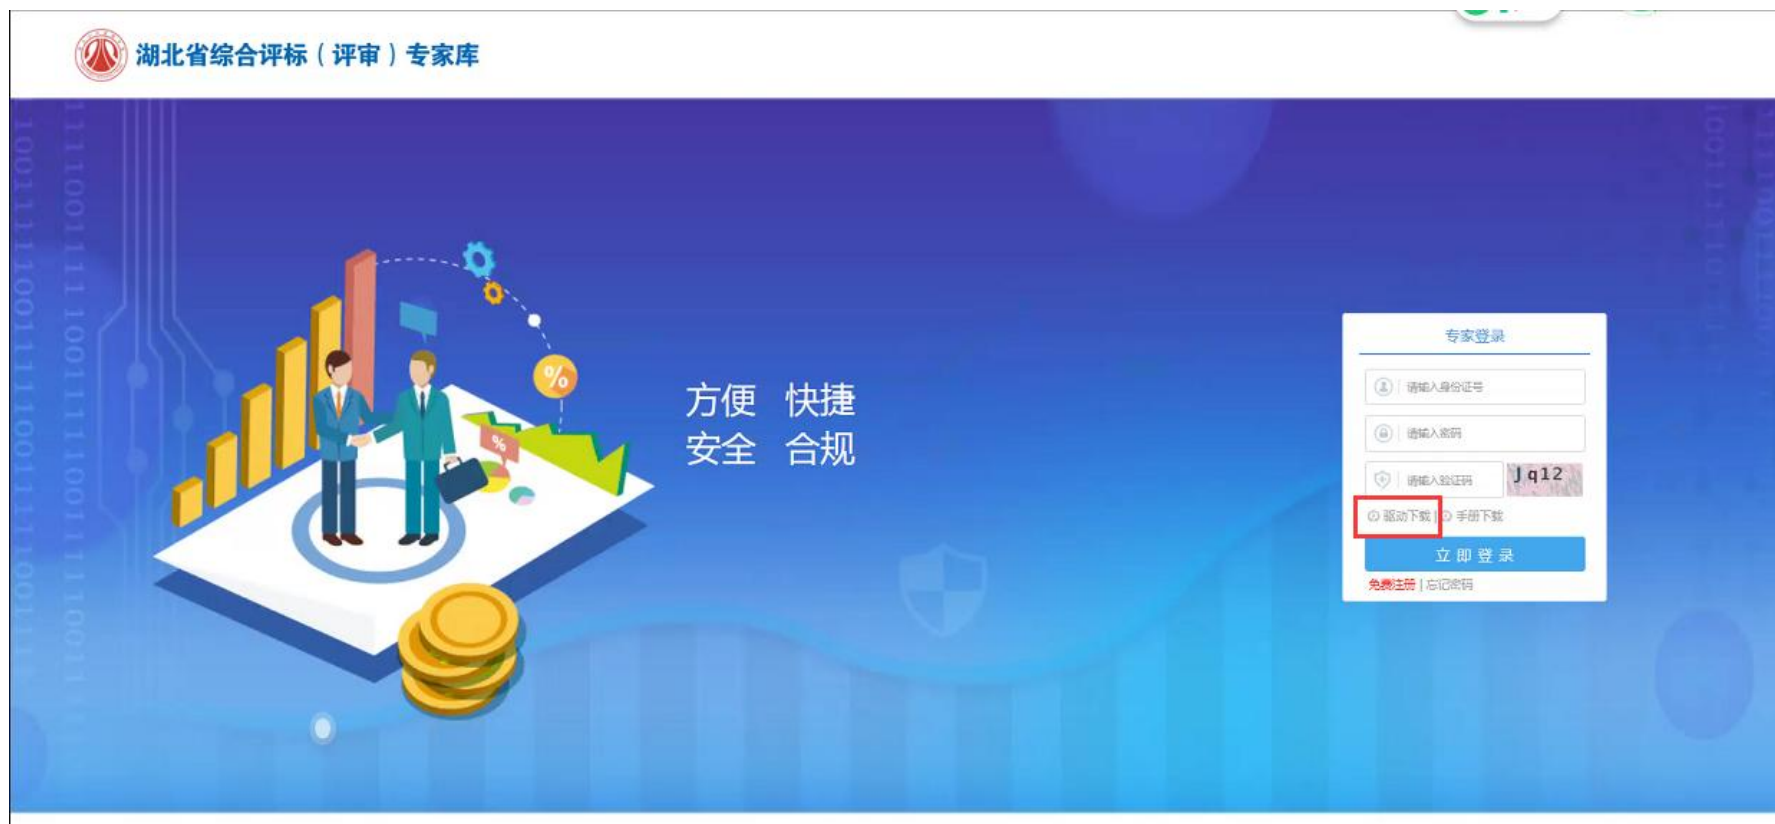 湖北省综合评标（评审）专家库
方便 快捷
安全 合规
专家登录
请输入身份证号
请输入密码
请输入验证码 Jq12
驱动下载 | 手册下载
立即登录
免费注册 | 忘记密码
%
%